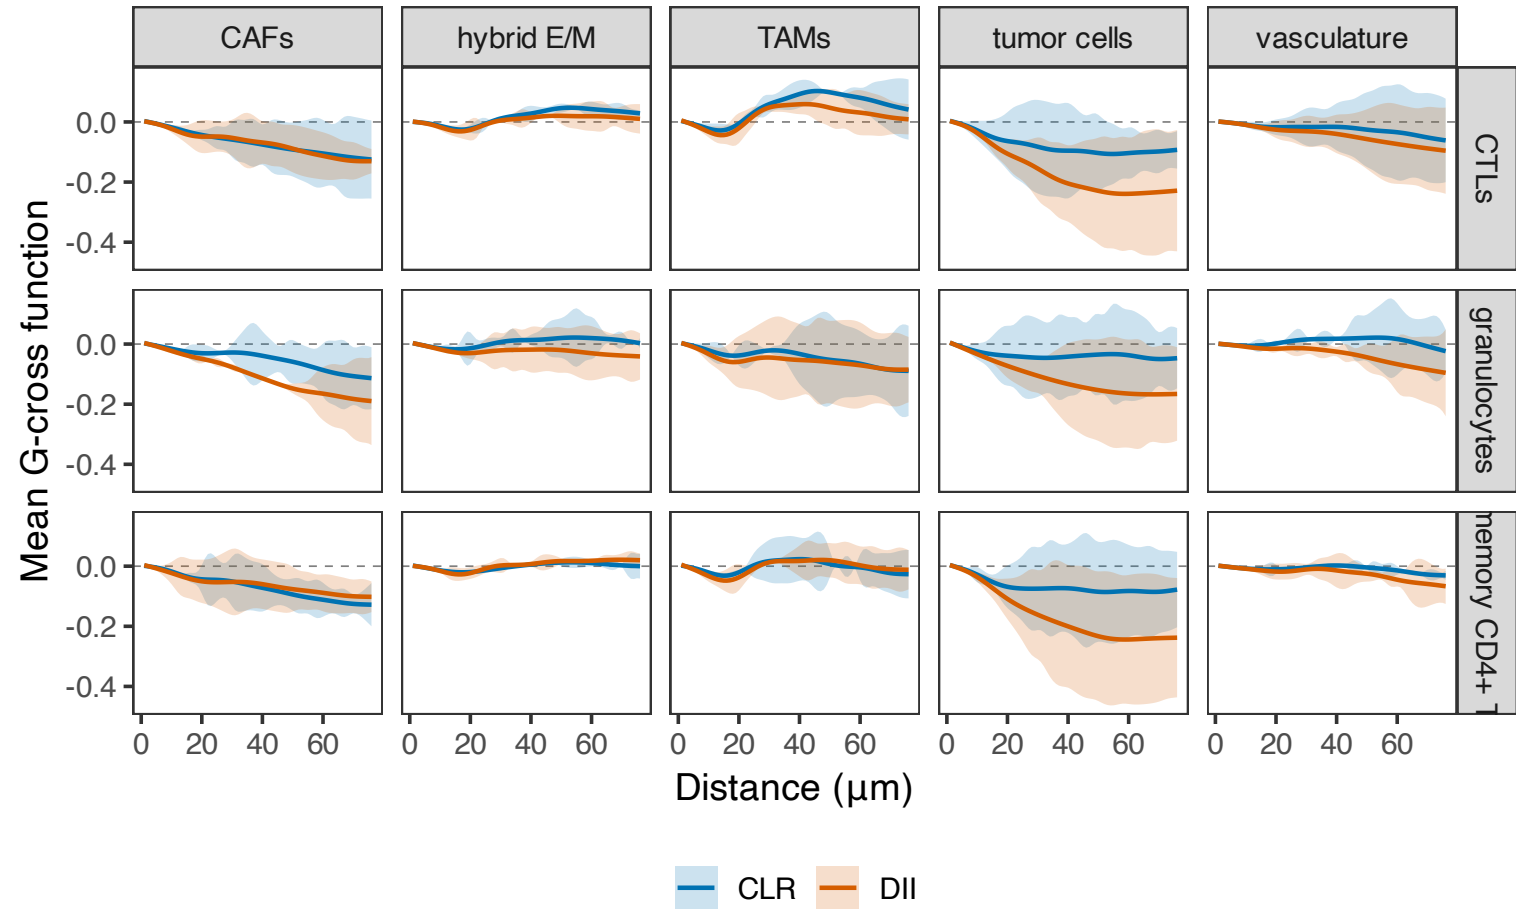 CAFs hybrid E/M TAMs tumor cells vasculature
0.0
-0.2
-0.4
CTLs
0.0
-0.2
-0.4
granulocytes
0.0
-0.2
-0.4
memory CD4+ T
Mean G-cross function
0 20 40 60 0 20 40 60 0 20 40 60 0 20 40 60 0 20 40 60
Distance (µm)
CLR DII